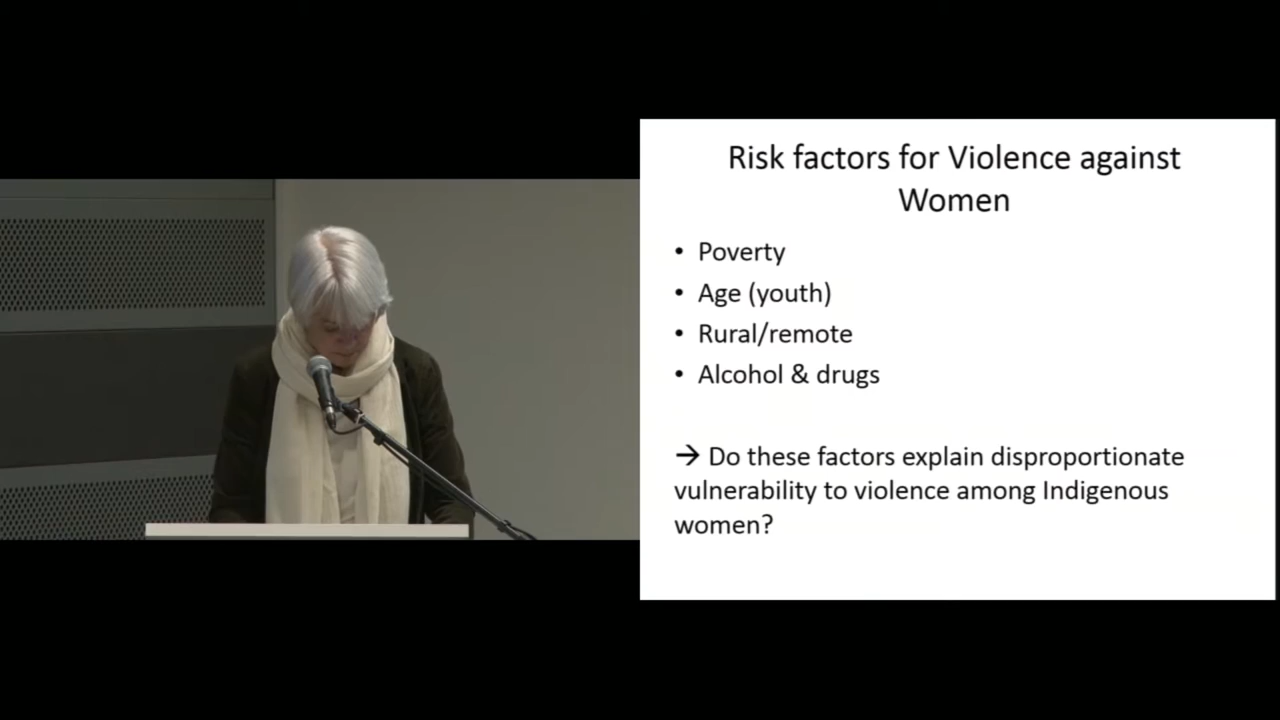 Risk factors for Violence against
Women
• Poverty
• Age (youth)
• Rural/remote
• Alcohol & drugs
→ Do these factors explain disproportionate
vulnerability to violence among Indigenous
women?